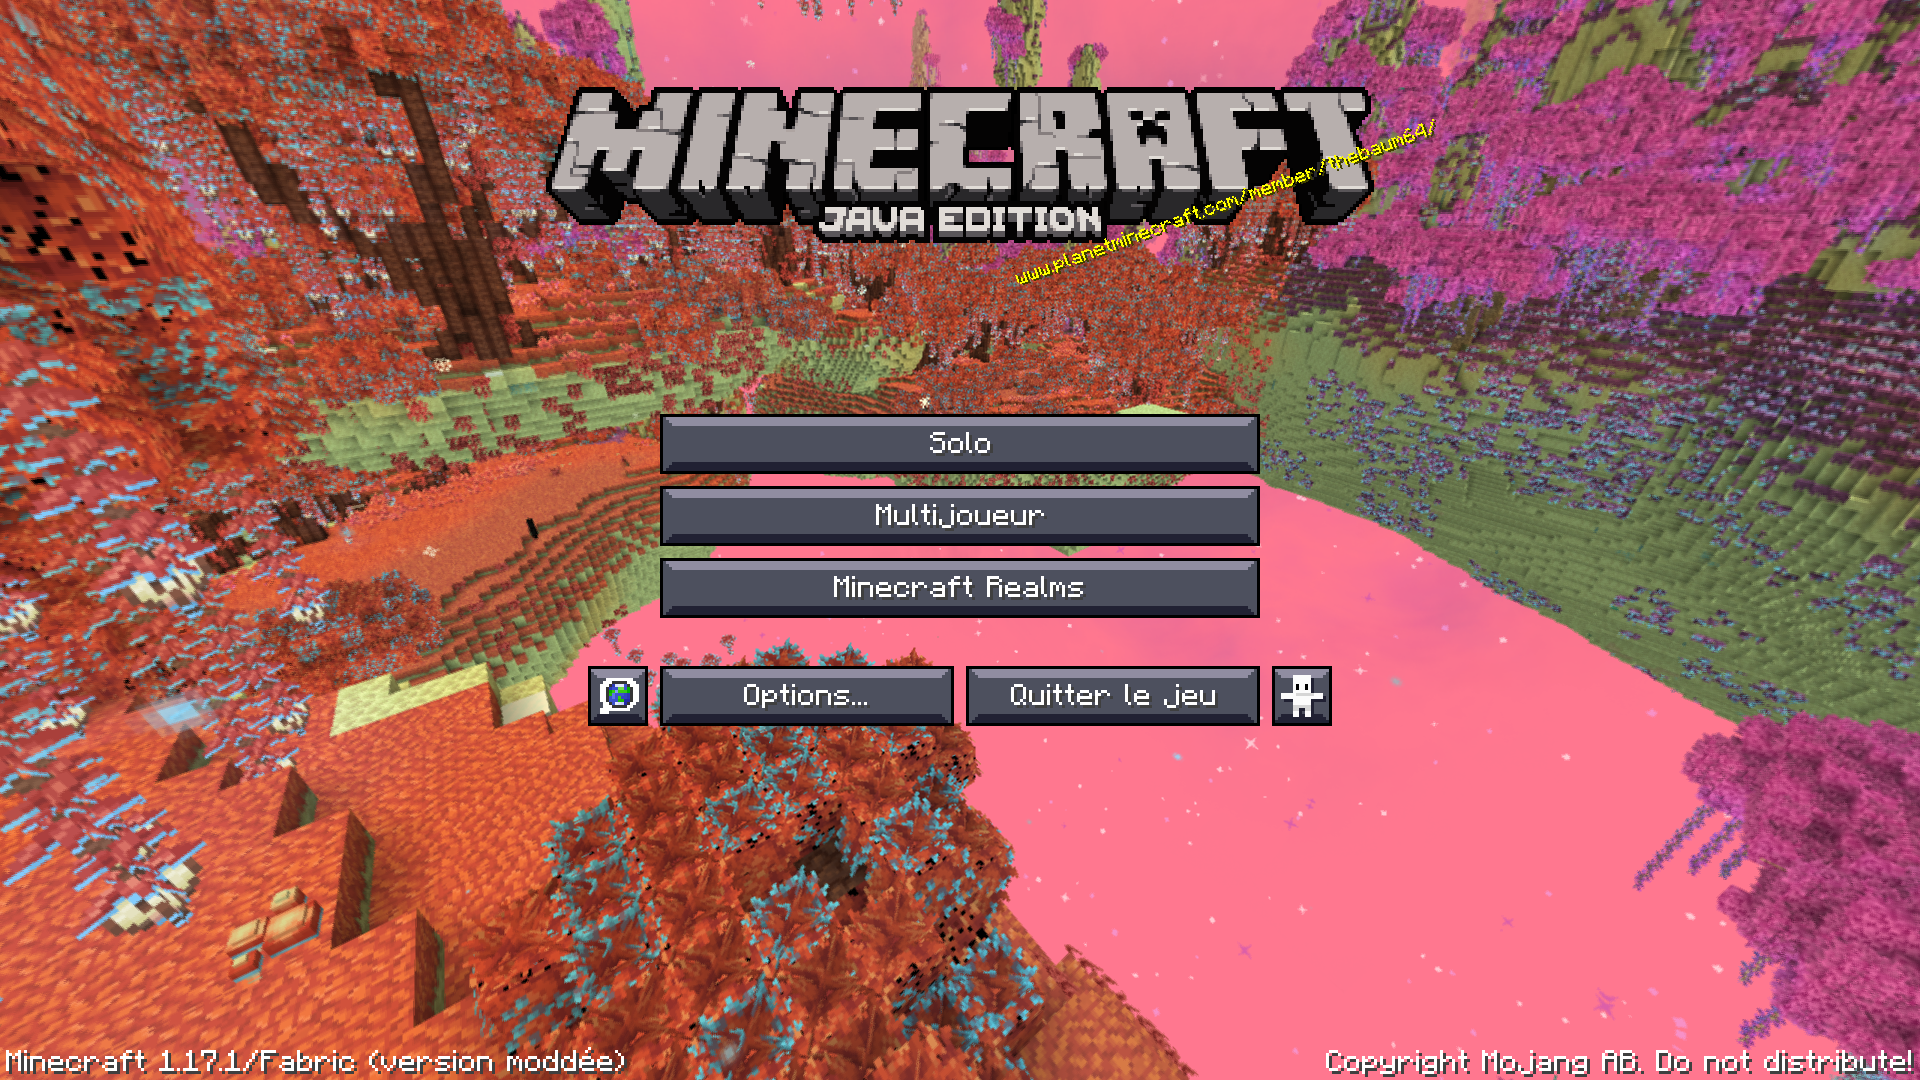 MINECRAFT
JAVA EDITION
www.planetminecraft.com/member/thebaum64/
Solo
Multijoueur
Minecraft Realms
Options...
Quitter le jeu
Minecraft 1.17.1/Fabric (version moddée)
Copyright Mojang AB. Do not distribute!